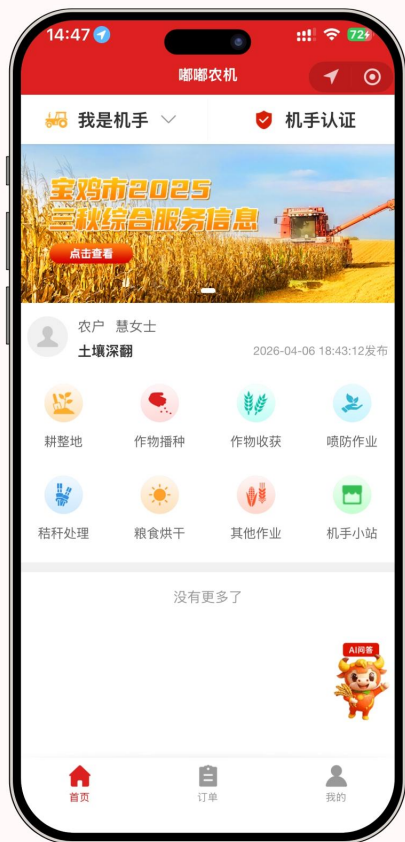 14:47
72
嘟嘟农机
我是机手
机手认证
宝鸡市2025
三秋综合服务信息
点击查看
农户 慧女士
土壤深翻
2026-04-06 18:43:12发布
耕整地
作物播种
作物收获
喷防作业
秸秆处理
粮食烘干
其他作业
机手小站
没有更多了
AI问答
首页
订单
我的